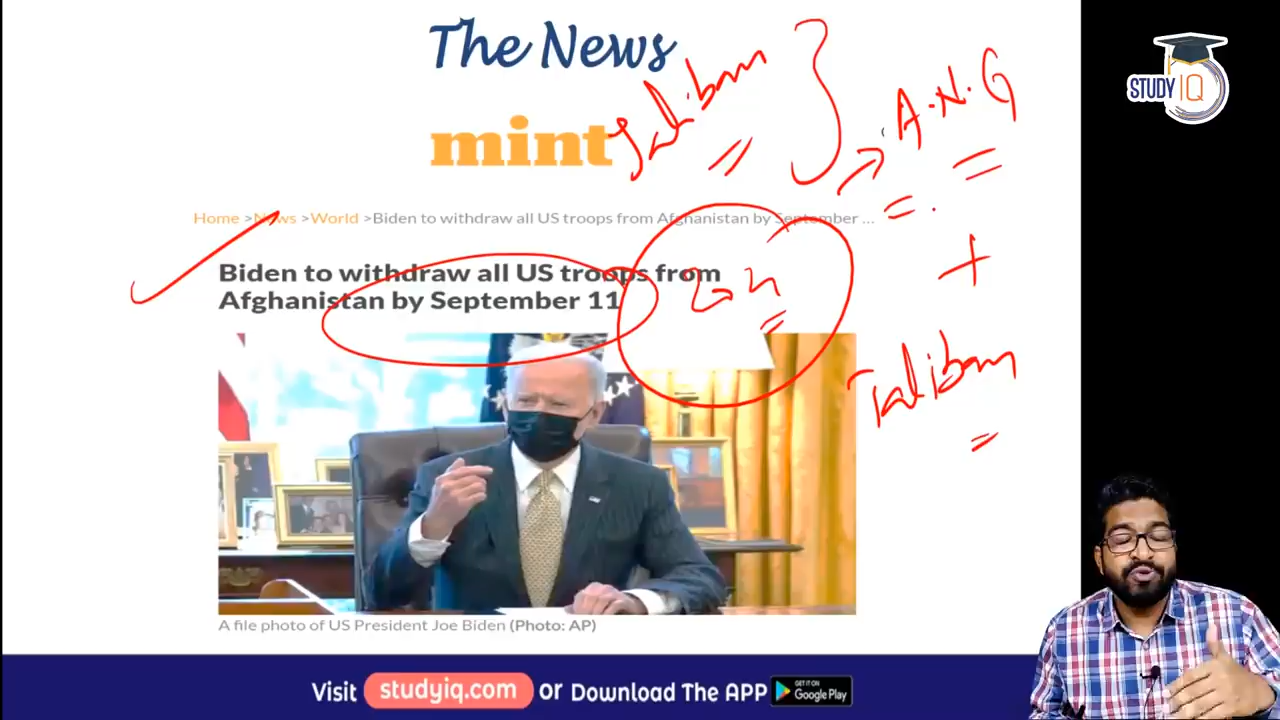 The News
mint
Taliban
A.N.G
STUDY IQ
Home >News >World >Biden to withdraw all US troops from Afghanistan by September ...
Biden to withdraw all US troops from
Afghanistan by September 11
+
Taliban
A file photo of US President Joe Biden (Photo: AP)
Visit studyiq.com or Download The APP GET IT ON Google Play